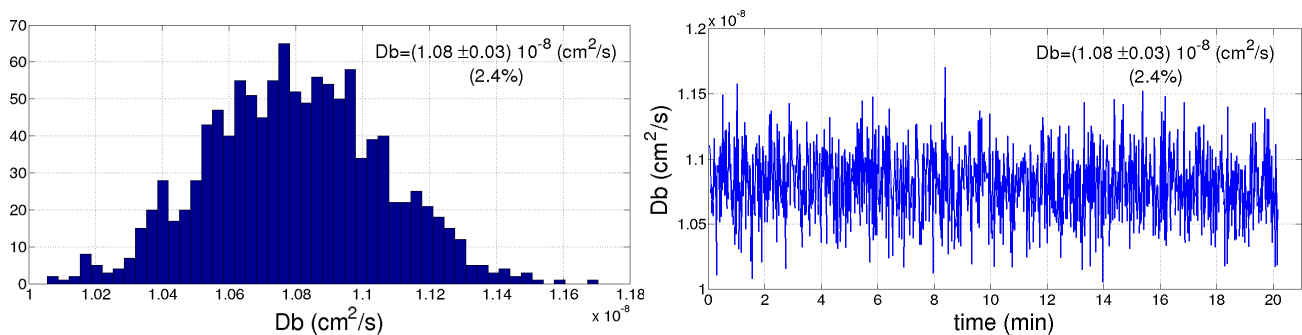 70
60
50
40
30
20
10
0
Db=(1.08 ±0.03) 10⁻⁸ (cm²/s)
(2.4%)
1 1.02 1.04 1.06 1.08 1.1 1.12 1.14 1.16 1.18
x 10⁻⁸
Db (cm²/s)
x 10⁻⁸
1.2
1.15
1.1
1.05
1
Db (cm²/s)
Db=(1.08 ±0.03) 10⁻⁸ (cm²/s)
(2.4%)
0 2 4 6 8 10 12 14 16 18 20
time (min)